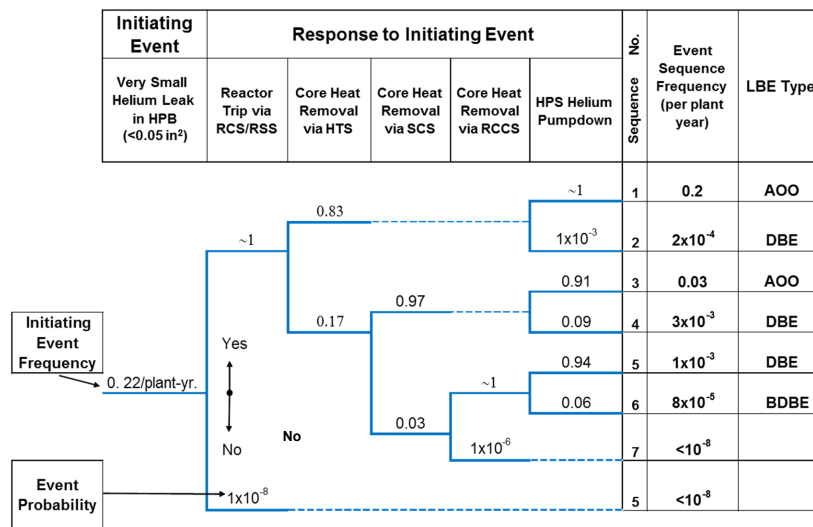 Initiating
Event
Response to Initiating Event
Sequence No.
Event
Sequence
Frequency
(per plant
year)
LBE Type
Very Small
Helium Leak
in HPB
(<0.05 in²)
Reactor
Trip via
RCS/RSS
Core Heat
Removal
via HTS
Core Heat
Removal
via SCS
Core Heat
Removal
via RCCS
HPS Helium
Pumpdown
~1
1
0.2
AOO
0.83
~1
1x10⁻³
2
2x10⁻⁴
DBE
0.91
3
0.03
AOO
0.97
0.17
0.09
4
3x10⁻³
DBE
Initiating
Event
Frequency
Yes
0.94
5
1x10⁻³
DBE
0. 22/plant-yr.
~1
0.06
6
8x10⁻⁵
BDBE
No
No
0.03
1x10⁻⁶
7
<10⁻⁸
Event
Probability
1x10⁻⁸
5
<10⁻⁸